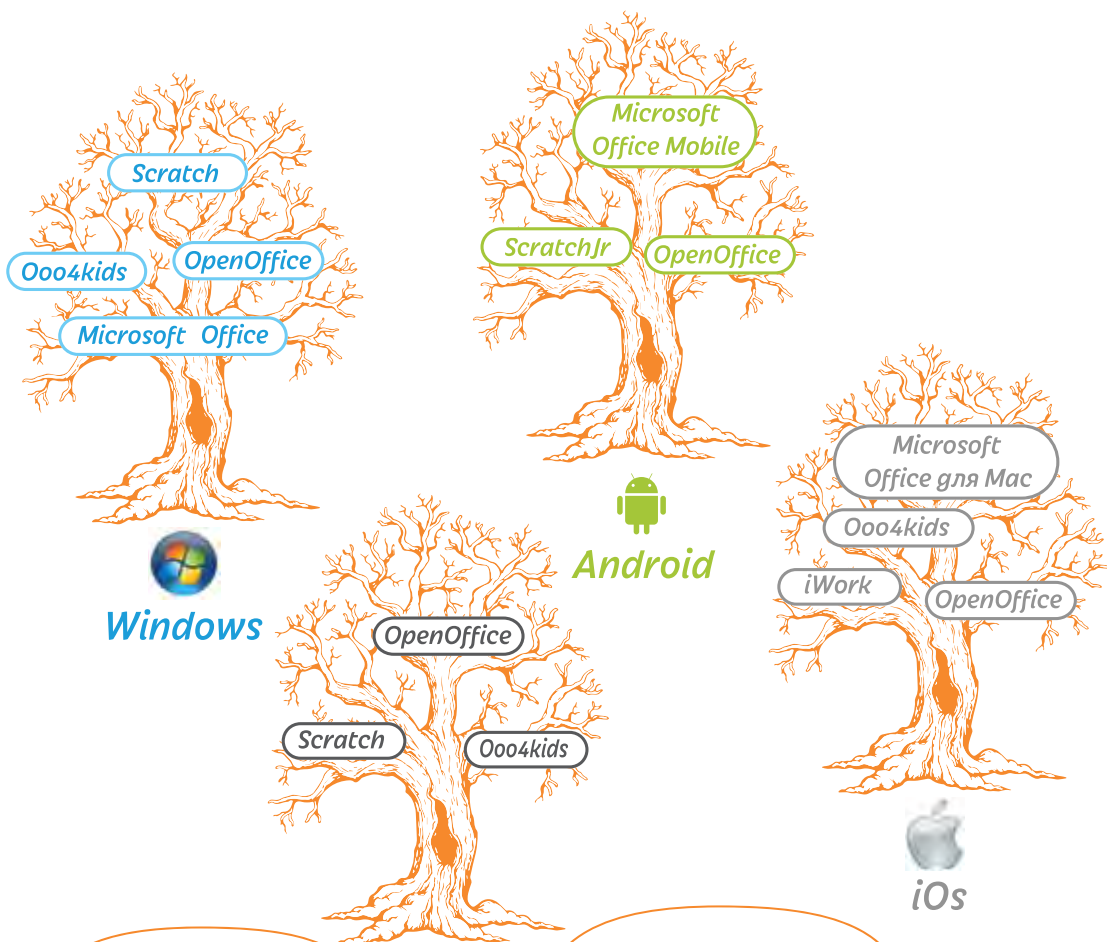 Scratch
Ooo4kids
OpenOffice
Microsoft Office
Windows
Microsoft
Office Mobile
ScratchJr
OpenOffice
Android
OpenOffice
Scratch
Ooo4kids
Microsoft
Office для Mac
Ooo4kids
iWork
OpenOffice
iOs